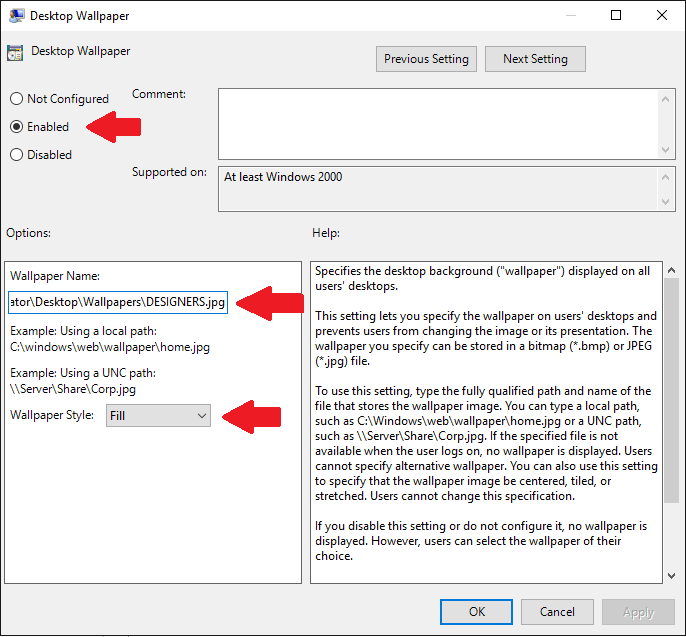 Desktop Wallpaper
Desktop Wallpaper
Previous Setting
Next Setting
Not Configured
Enabled
Disabled
Comment:
Supported on:
At least Windows 2000
Options:
Help:
Wallpaper Name:
ator\Desktop\Wallpapers\DESIGNERS.jpg
Example: Using a local path:
C:\windows\web\wallpaper\home.jpg
Example: Using a UNC path:
\\Server\Share\Corp.jpg
Wallpaper Style:
Fill
Specifies the desktop background ("wallpaper") displayed on all
users' desktops.
This setting lets you specify the wallpaper on users' desktops and
prevents users from changing the image or its presentation. The
wallpaper you specify can be stored in a bitmap (*.bmp) or JPEG
(*.jpg) file.
To use this setting, type the fully qualified path and name of the
file that stores the wallpaper image. You can type a local path,
such as C:\Windows\web\wallpaper\home.jpg or a UNC path,
such as \\Server\Share\Corp.jpg. If the specified file is not
available when the user logs on, no wallpaper is displayed. Users
cannot specify alternative wallpaper. You can also use this setting
to specify that the wallpaper image be centered, tiled, or
stretched. Users cannot change this specification.
If you disable this setting or do not configure it, no wallpaper is
displayed. However, users can select the wallpaper of their
choice.
OK
Cancel
Apply